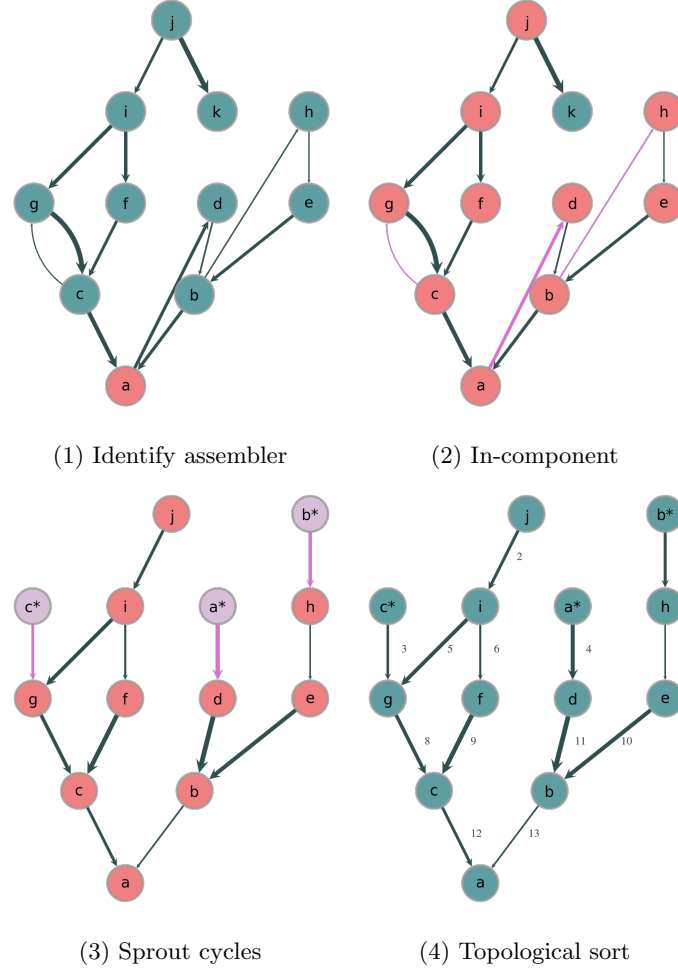 j
j
i
k
h
i
k
h
g
f
d
e
g
f
d
e
c
b
c
b
a
a
(1) Identify assembler
(2) In-component
j
b*
j
b*
2
c*
i
a*
h
c*
i
a*
h
3
5
6
4
g
f
d
e
g
f
d
e
8
9
11
10
c
b
c
b
12
13
a
a
(3) Sprout cycles
(4) Topological sort